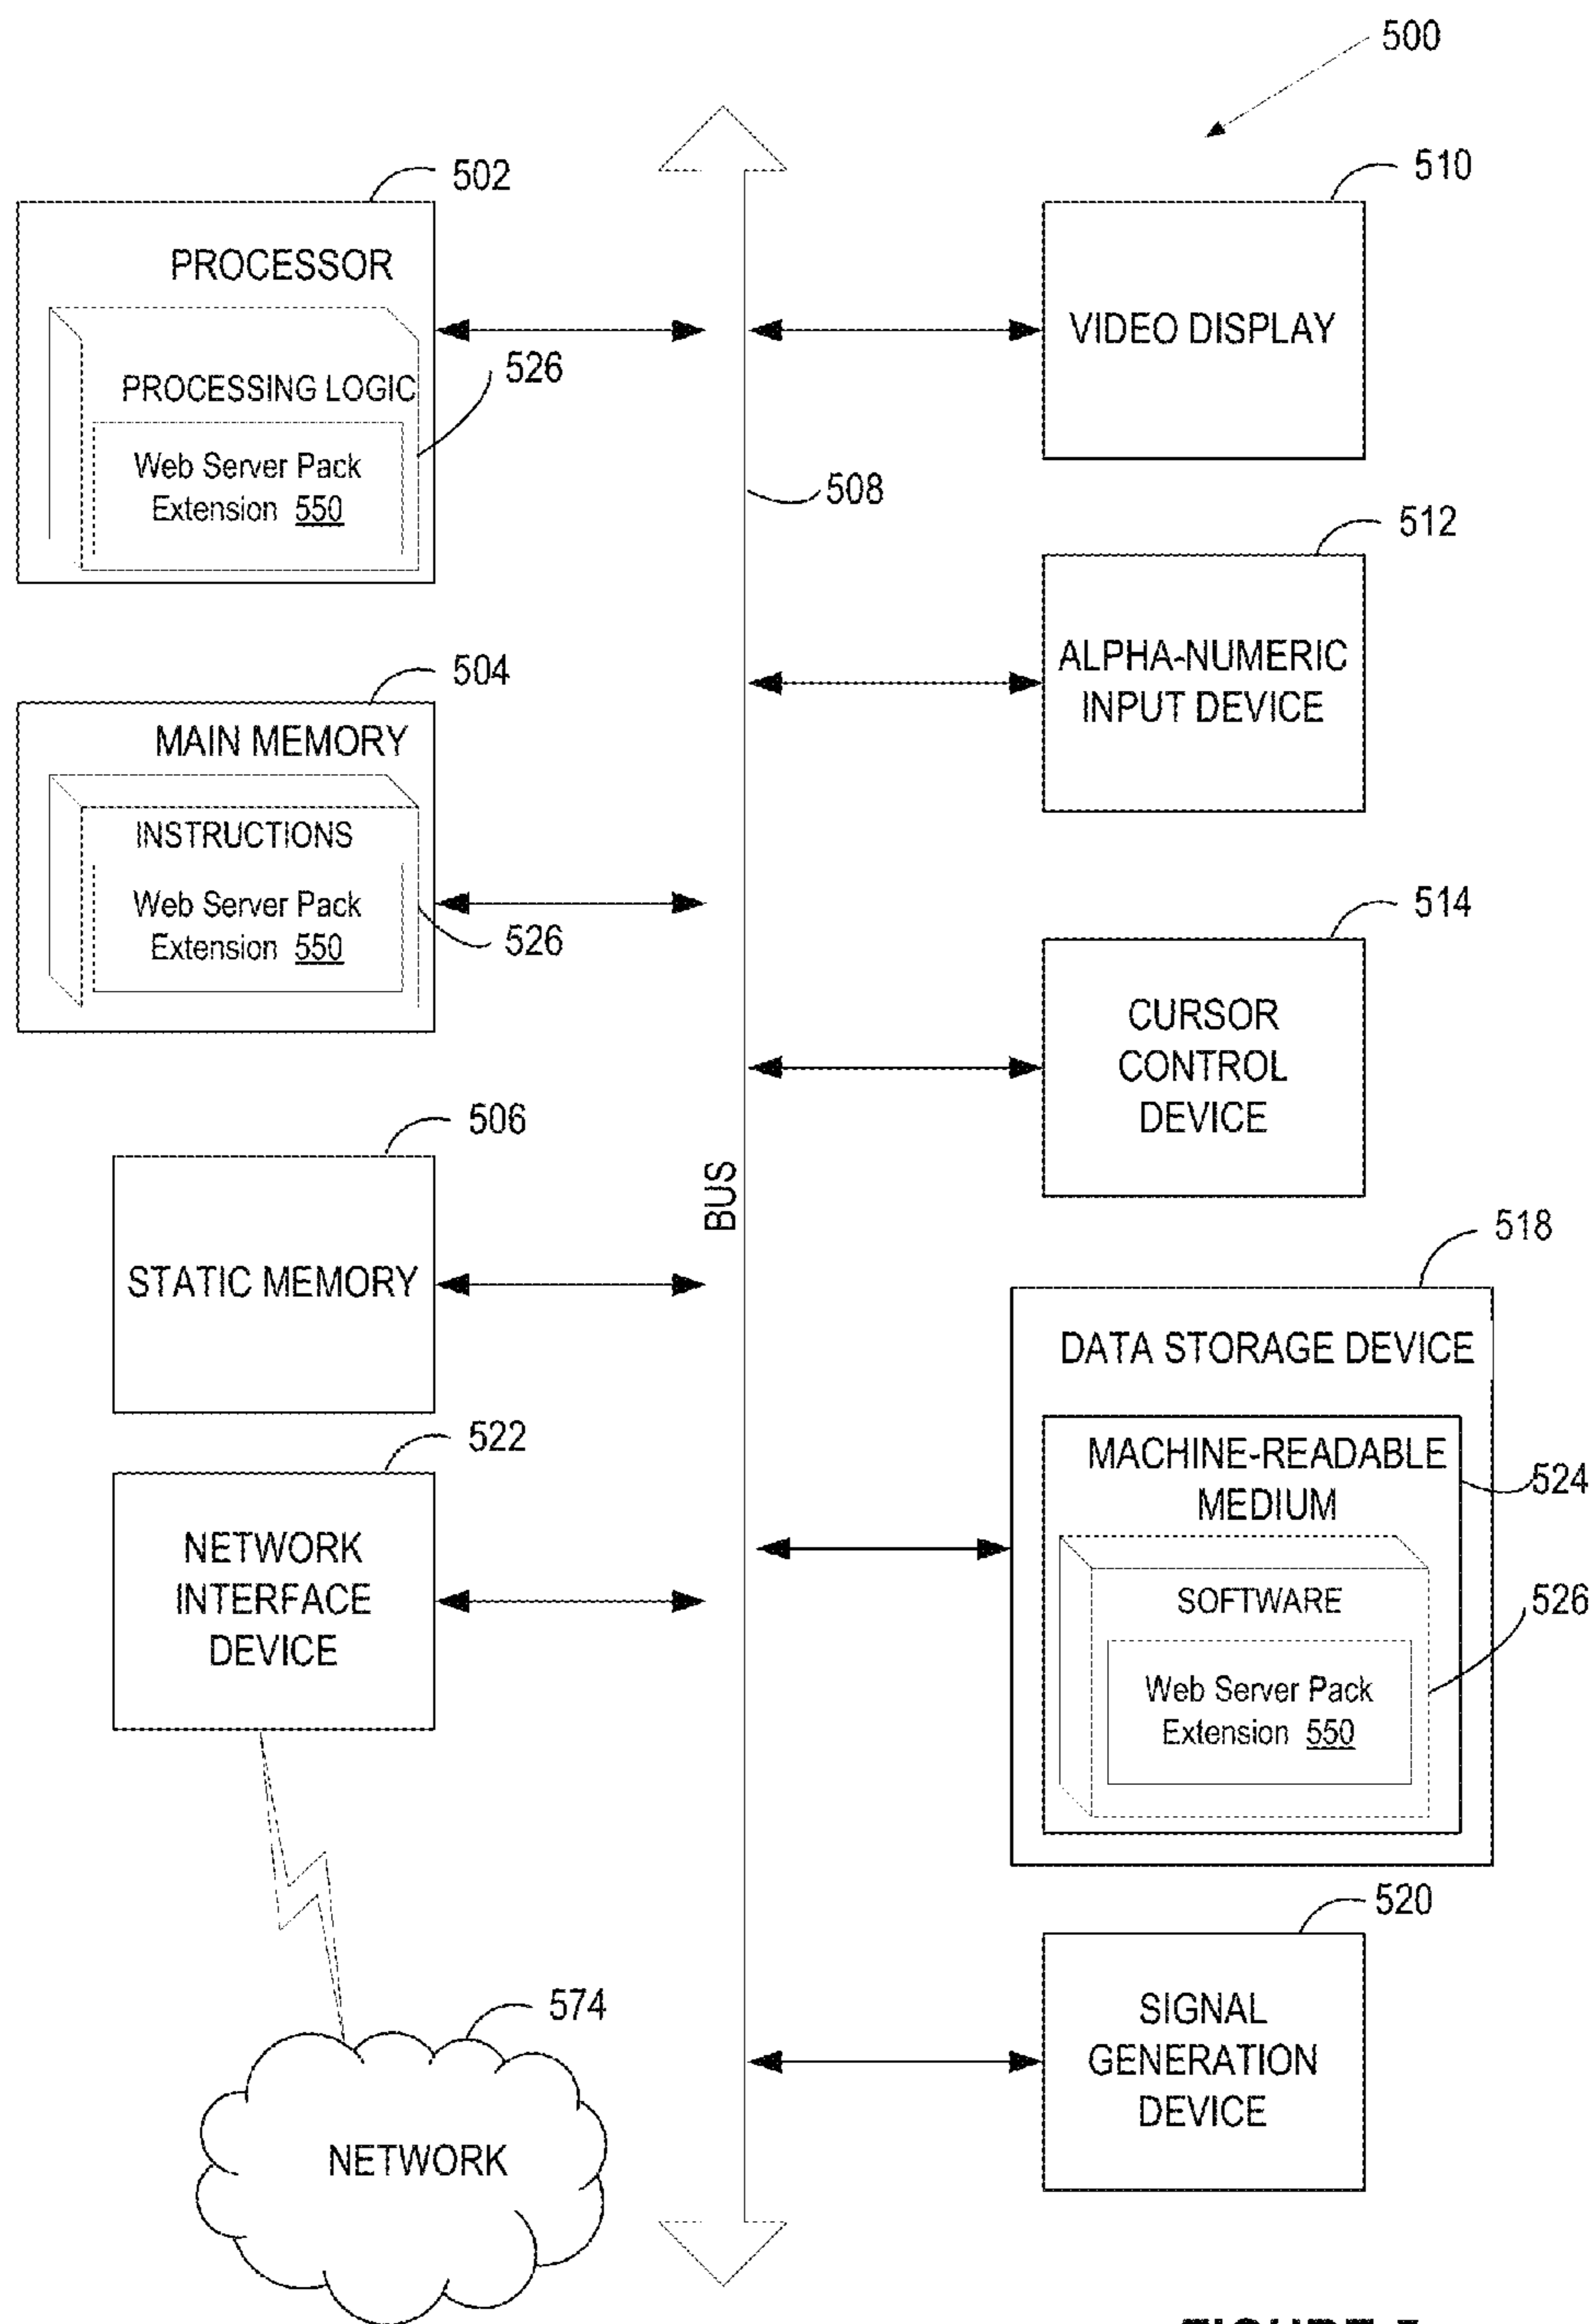 500
502
PROCESSOR
PROCESSING LOGIC
526
Web Server Pack
Extension 550
504
MAIN MEMORY
INSTRUCTIONS
Web Server Pack
Extension 550
526
506
STATIC MEMORY
522
NETWORK
INTERFACE
DEVICE
574
NETWORK
508
BUS
510
VIDEO DISPLAY
512
ALPHA-NUMERIC
INPUT DEVICE
514
CURSOR
CONTROL
DEVICE
518
DATA STORAGE DEVICE
MACHINE-READABLE
MEDIUM
524
SOFTWARE
526
Web Server Pack
Extension 550
520
SIGNAL
GENERATION
DEVICE